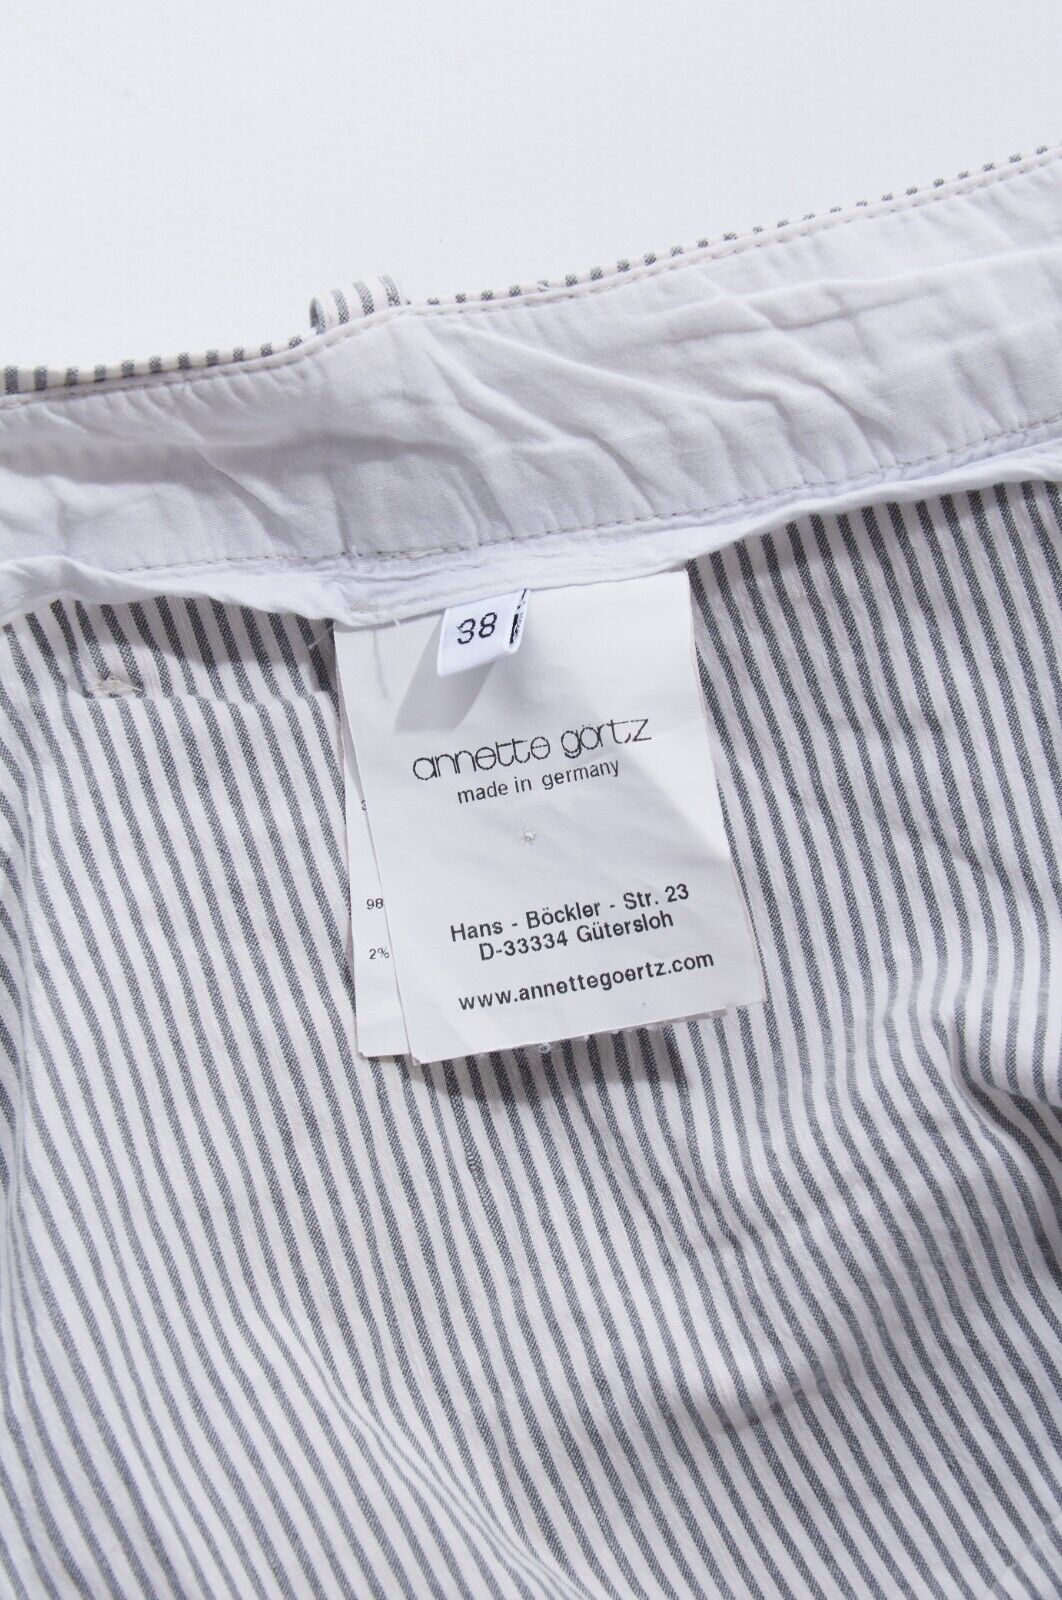 38
annette görtz
made in germany
98
2%
Hans - Böckler - Str. 23
D-33334 Gütersloh
www.annettegoertz.com